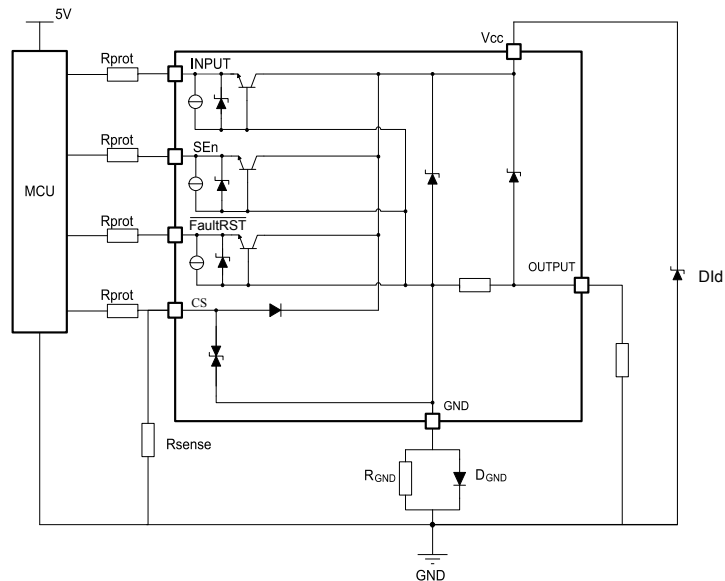 5V
Vcc
Rprot
INPUT
Rprot
SEn
MCU
Rprot
FaultRST
OUTPUT
Dld
Rprot
CS
GND
Rsense
RGND
DGND
GND